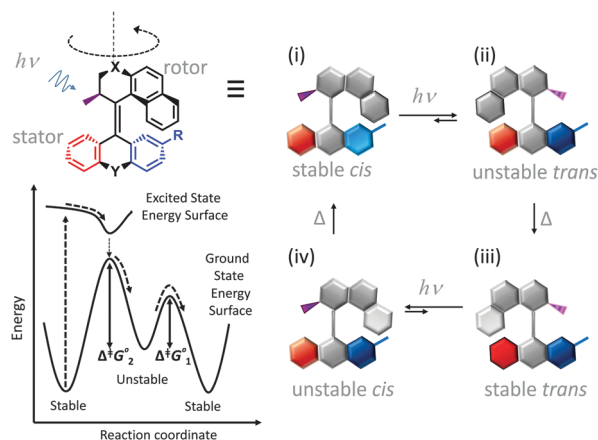 hν
X
rotor
stator
R
Y
≡
(i)
stable cis
hν
(ii)
unstable trans
Δ
Δ
(iv)
unstable cis
hν
(iii)
stable trans
Excited State
Energy Surface
Ground
State
Energy
Surface
Energy
Δ‡G°2
Δ‡G°1
Unstable
Stable
Stable
Reaction coordinate